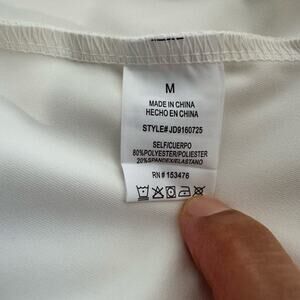 M
MADE IN CHINA
HECHO EN CHINA
STYLE# JD9160725
SELF/CUERPO
80%POLYESTER/POLIESTER
20%SPANDEX/ELASTANO
RN # 153476